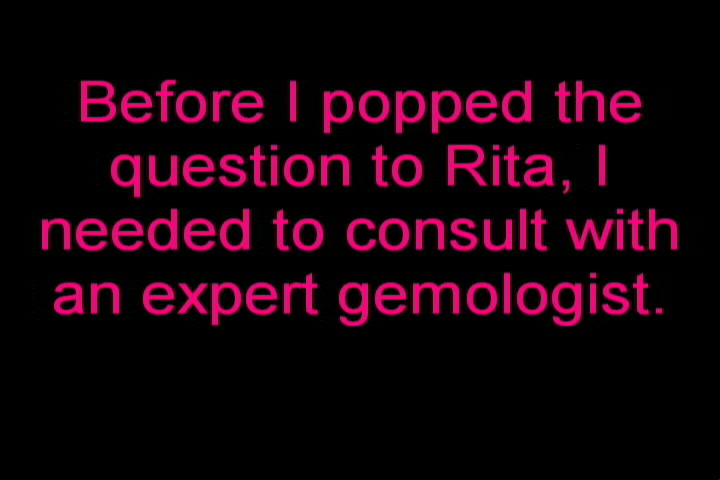 Before I popped the
question to Rita, I
needed to consult with
an expert gemologist.